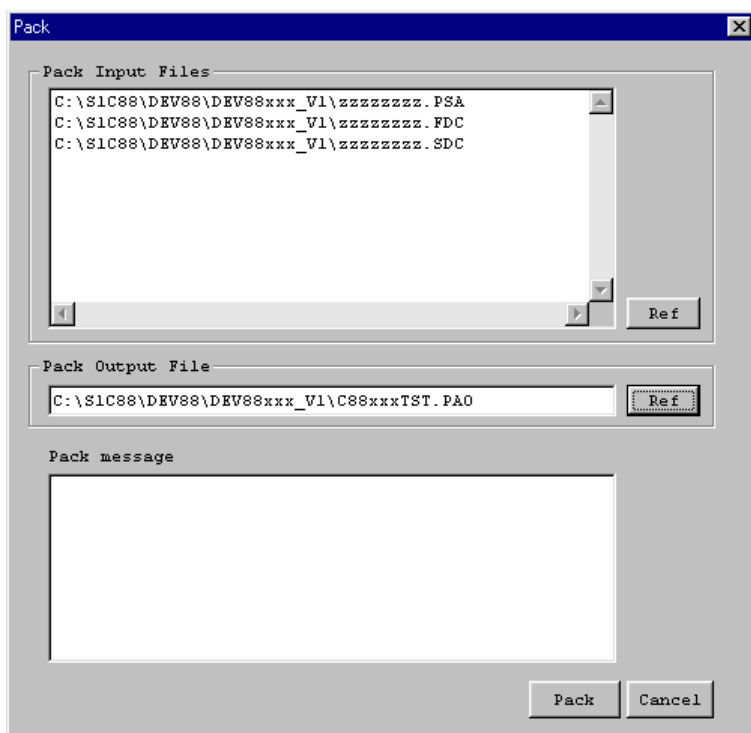 Pack
Pack Input Files
C:\S1C88\DEV88\DEV88xxx_V1\zzzzzzzz.PSA
C:\S1C88\DEV88\DEV88xxx_V1\zzzzzzzz.FDC
C:\S1C88\DEV88\DEV88xxx_V1\zzzzzzzz.SDC
Ref
Pack Output File
C:\S1C88\DEV88\DEV88xxx_V1\C88xxxTST.PA0
Ref
Pack message
Pack Cancel